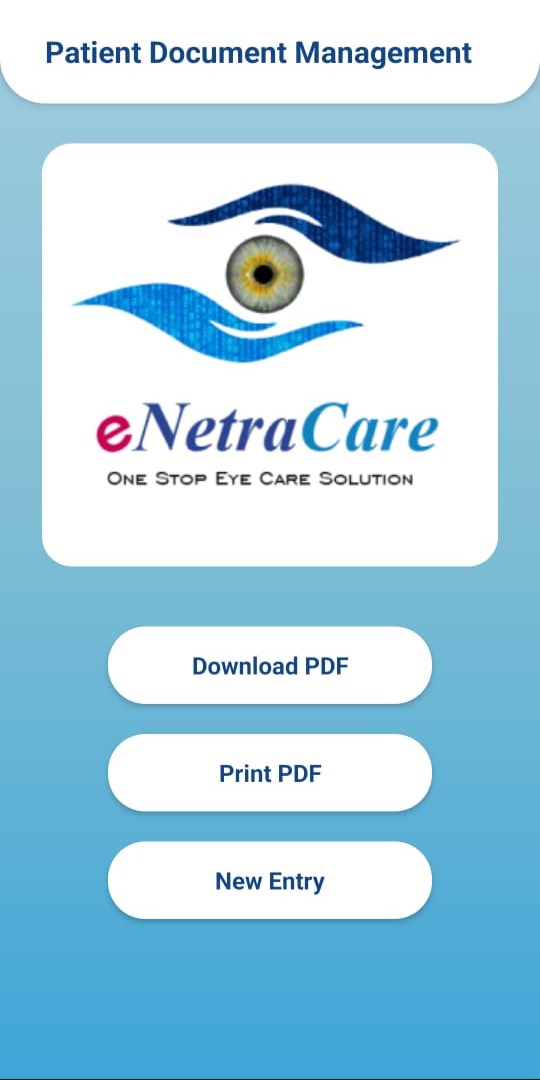 Patient Document Management
eNetraCare
One Stop Eye Care Solution
Download PDF
Print PDF
New Entry